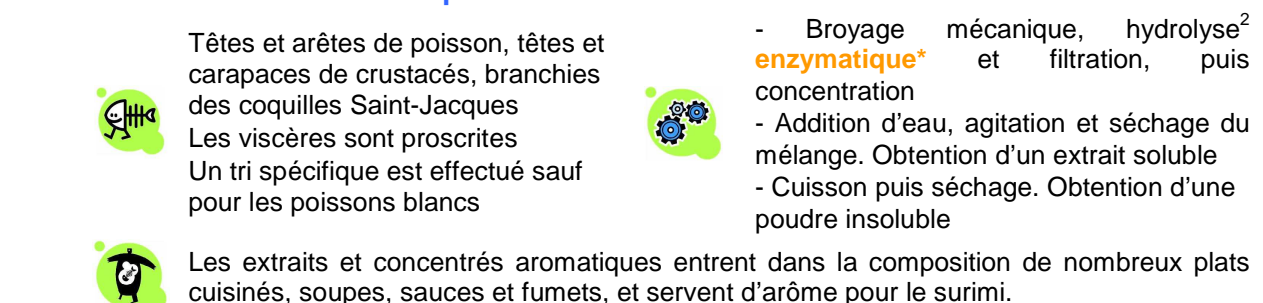 Têtes et arêtes de poisson, têtes et
carapaces de crustacés, branchies
des coquilles Saint-Jacques
Les viscères sont proscrites
Un tri spécifique est effectué sauf
pour les poissons blancs
- Broyage mécanique, hydrolyse²
enzymatique* et filtration, puis
concentration
- Addition d'eau, agitation et séchage du
mélange. Obtention d'un extrait soluble
- Cuisson puis séchage. Obtention d'une
poudre insoluble
Les extraits et concentrés aromatiques entrent dans la composition de nombreux plats
cuisinés, soupes, sauces et fumets, et servent d'arôme pour le surimi.